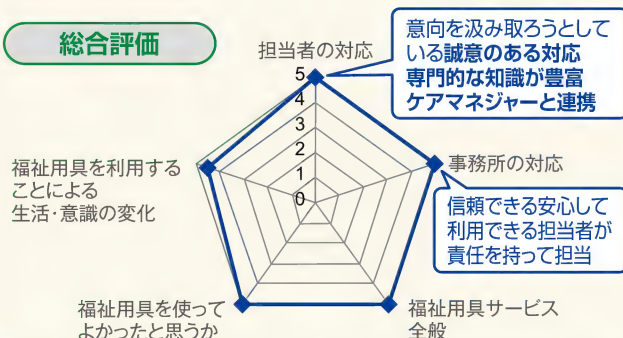 総合評価
担当者の対応
意向を汲み取ろうとして
いる誠意のある対応
専門的な知識が豊富
ケアマネジャーと連携
5
4
3
2
1
0
事務所の対応
信頼できる安心して
利用できる担当者が
責任を持って担当
福祉用具を利用する
ことによる
生活・意識の変化
福祉用具を使って
よかったと思うか
福祉用具サービス
全般